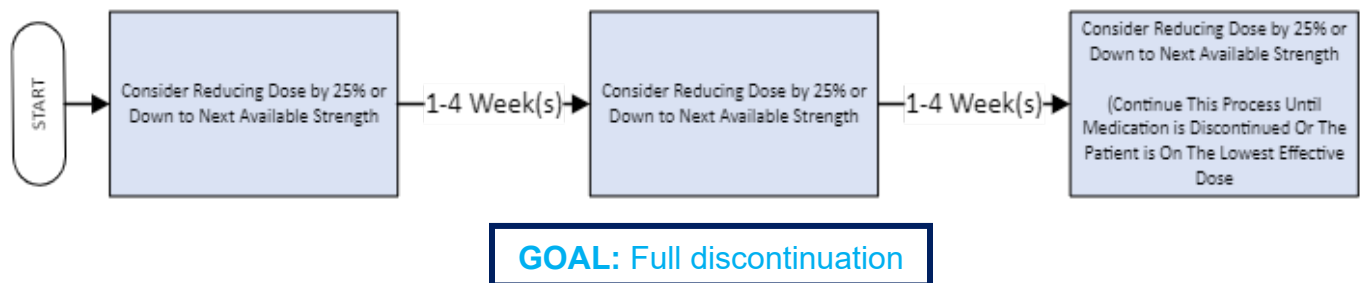 START
Consider Reducing Dose by 25% or
Down to Next Available Strength
1-4 Week(s)
Consider Reducing Dose by 25% or
Down to Next Available Strength
1-4 Week(s)
Consider Reducing Dose by 25% or
Down to Next Available Strength
(Continue This Process Until
Medication is Discontinued Or The
Patient is On The Lowest Effective
Dose
GOAL: Full discontinuation